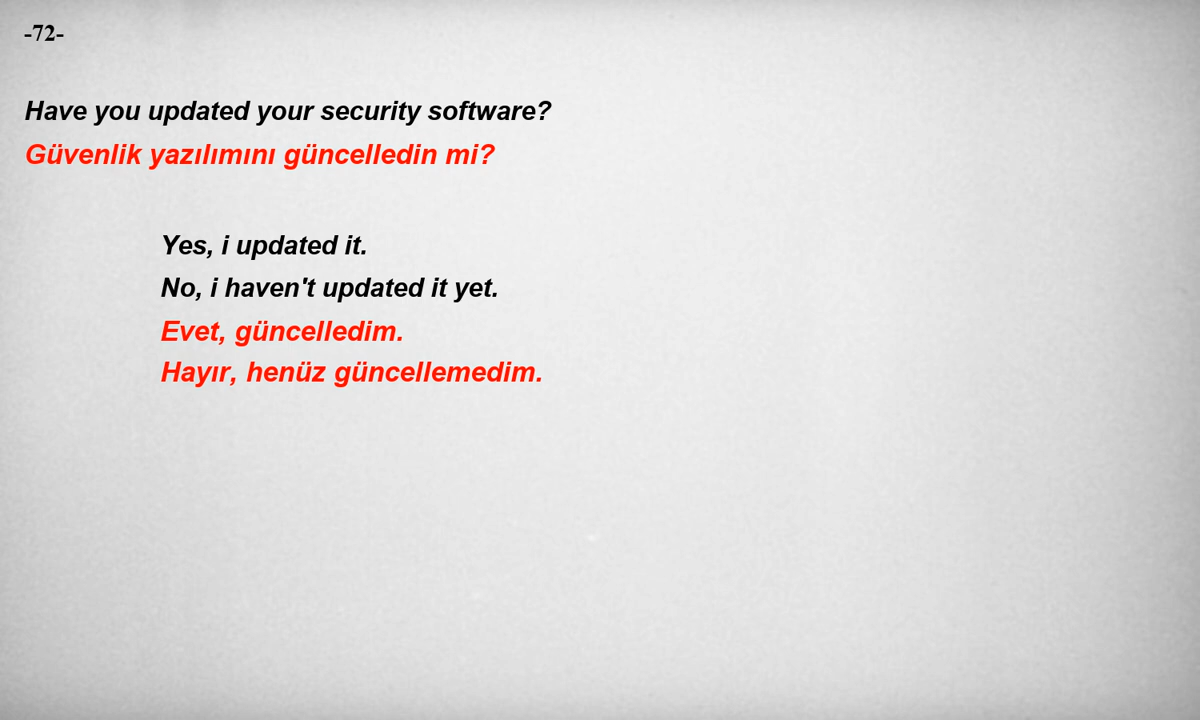 -72-
Have you updated your security software?
Güvenlik yazılımını güncelledin mi?
Yes, i updated it.
No, i haven't updated it yet.
Evet, güncelledim.
Hayır, henüz güncellemedim.